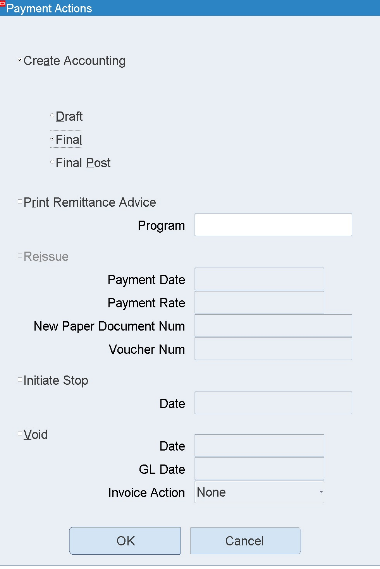 Payment Actions
Create Accounting
Draft
Final
Final Post
Print Remittance Advice
Program
Reissue
Payment Date
Payment Rate
New Paper Document Num
Voucher Num
Initiate Stop
Date
Void
Date
GL Date
Invoice Action None
OK Cancel